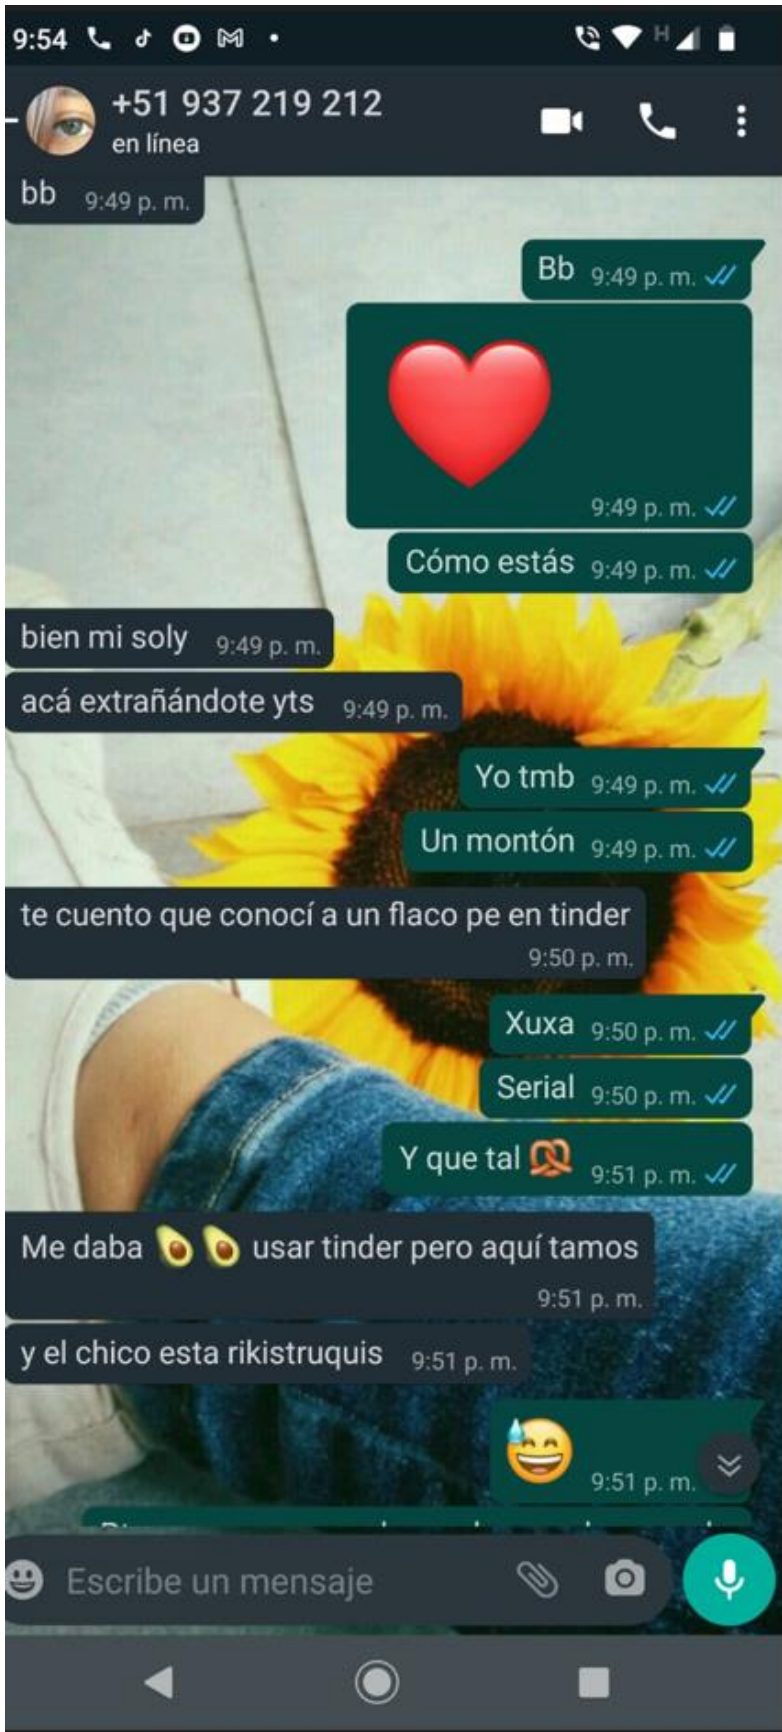 9:54
H
+51 937 219 212
en línea
bb 9:49 p. m.
Bb 9:49 p. m.
9:49 p. m.
Cómo estás 9:49 p. m.
bien mi soly 9:49 p. m.
acá extrañándote yts 9:49 p. m.
Yo tmb 9:49 p. m.
Un montón 9:49 p. m.
te cuento que conocí a un flaco pe en tinder
9:50 p. m.
Xuxa 9:50 p. m.
Serial 9:50 p. m.
Y que tal 🥨 9:51 p. m.
Me daba 🥑🥑 usar tinder pero aquí tamos
9:51 p. m.
y el chico esta rikistruquis 9:51 p. m.
9:51 p. m.
Escribe un mensaje